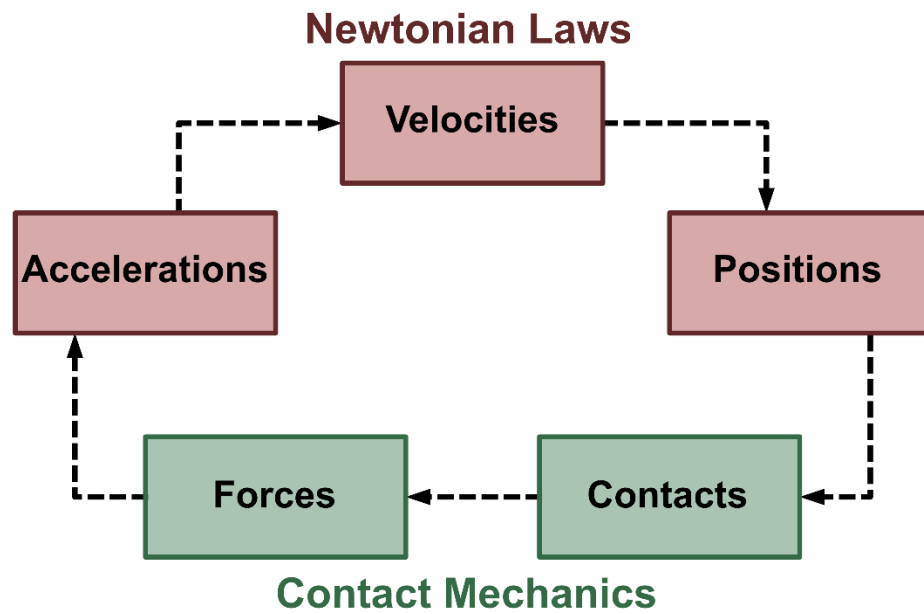 Newtonian Laws
Velocities
Accelerations
Positions
Forces
Contacts
Contact Mechanics